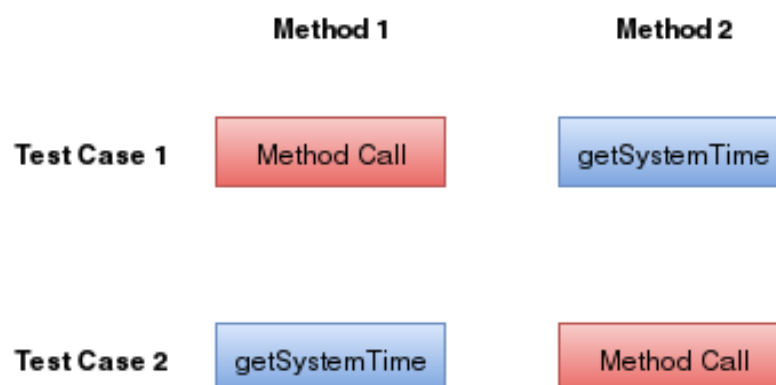 Method 1 Method 2
Test Case 1 Method Call getSystemTime
Test Case 2 getSystemTime Method Call